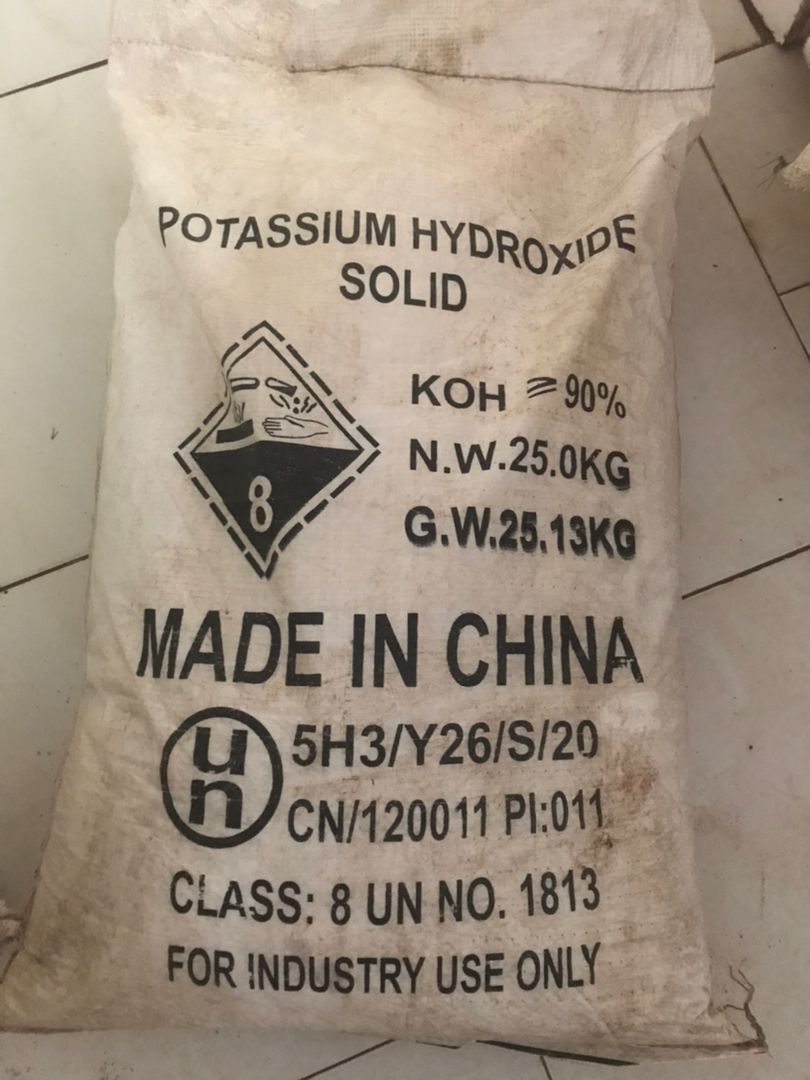 POTASSIUM HYDROXIDE
SOLID
KOH ≥ 90%
N.W.25.0KG
G.W.25.13KG
8
MADE IN CHINA
un
5H3/Y26/S/20
CN/120011 PI:011
CLASS: 8 UN NO. 1813
FOR INDUSTRY USE ONLY